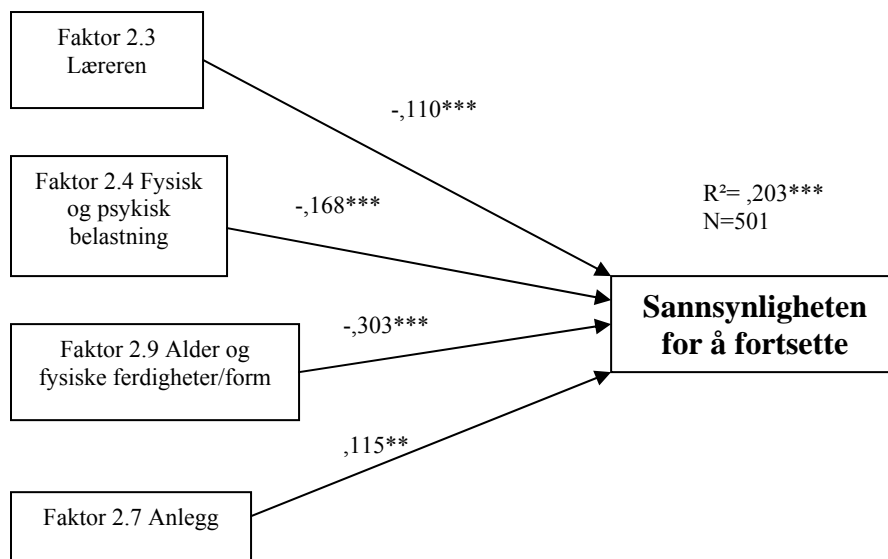 Faktor 2.3
Læreren
-,110***
Faktor 2.4 Fysisk
og psykisk
belastning
-,168***
R²= ,203***
N=501
Sannsynligheten
for å fortsette
-,303***
Faktor 2.9 Alder og
fysiske ferdigheter/form
,115**
Faktor 2.7 Anlegg